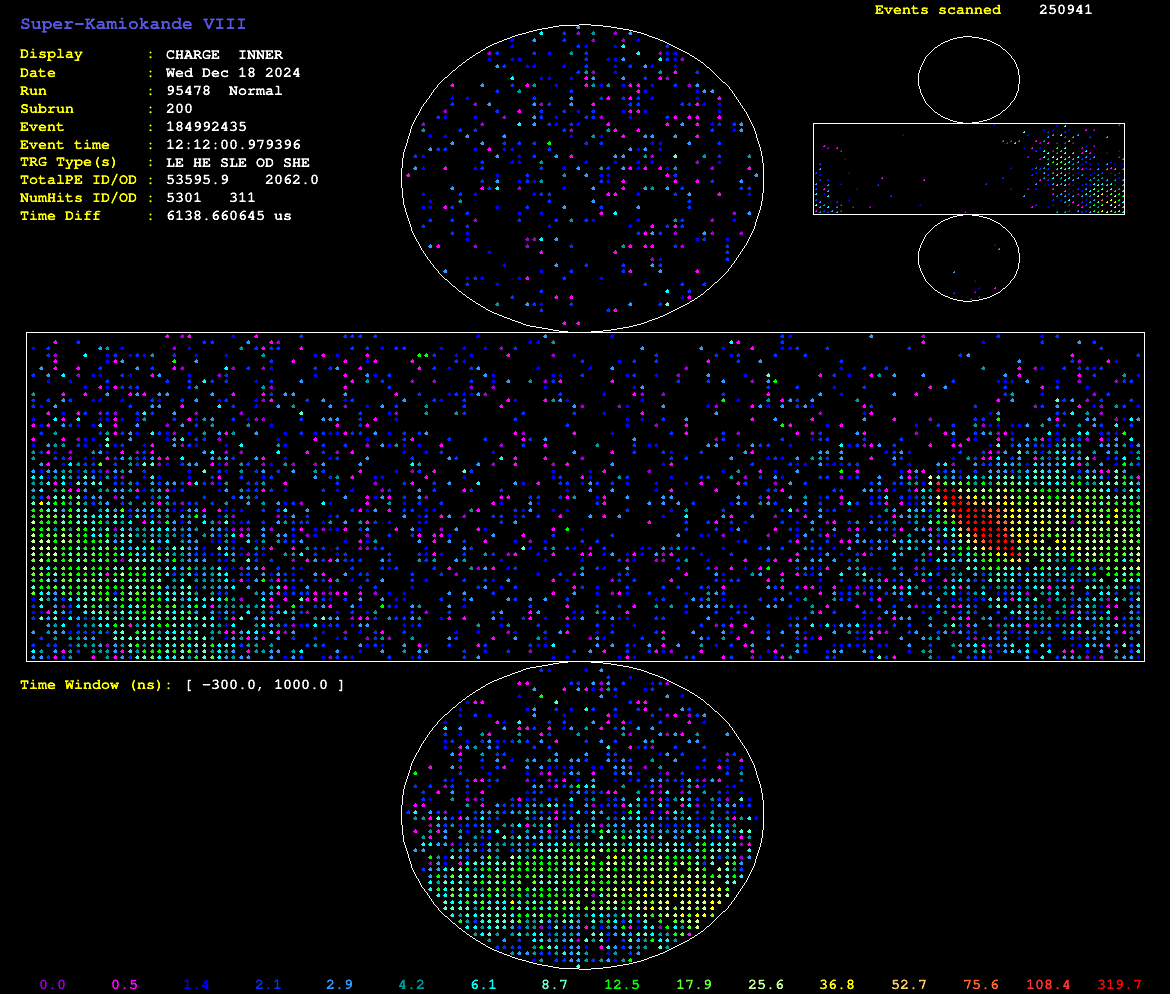 Super-Kamiokande VIII
Events scanned 250941
Display : CHARGE INNER
Date : Wed Dec 18 2024
Run : 95478 Normal
Subrun : 200
Event : 184992435
Event time : 12:12:00.979396
TRG Type(s) : LE HE SLE OD SHE
TotalPE ID/OD : 53595.9 2062.0
NumHits ID/OD : 5301 311
Time Diff : 6138.660645 us
Time Window (ns): [ -300.0, 1000.0 ]
0.0 0.5 1.4 2.1 2.9 4.2 6.1 8.7 12.5 17.9 25.6 36.8 52.7 75.6 108.4 319.7